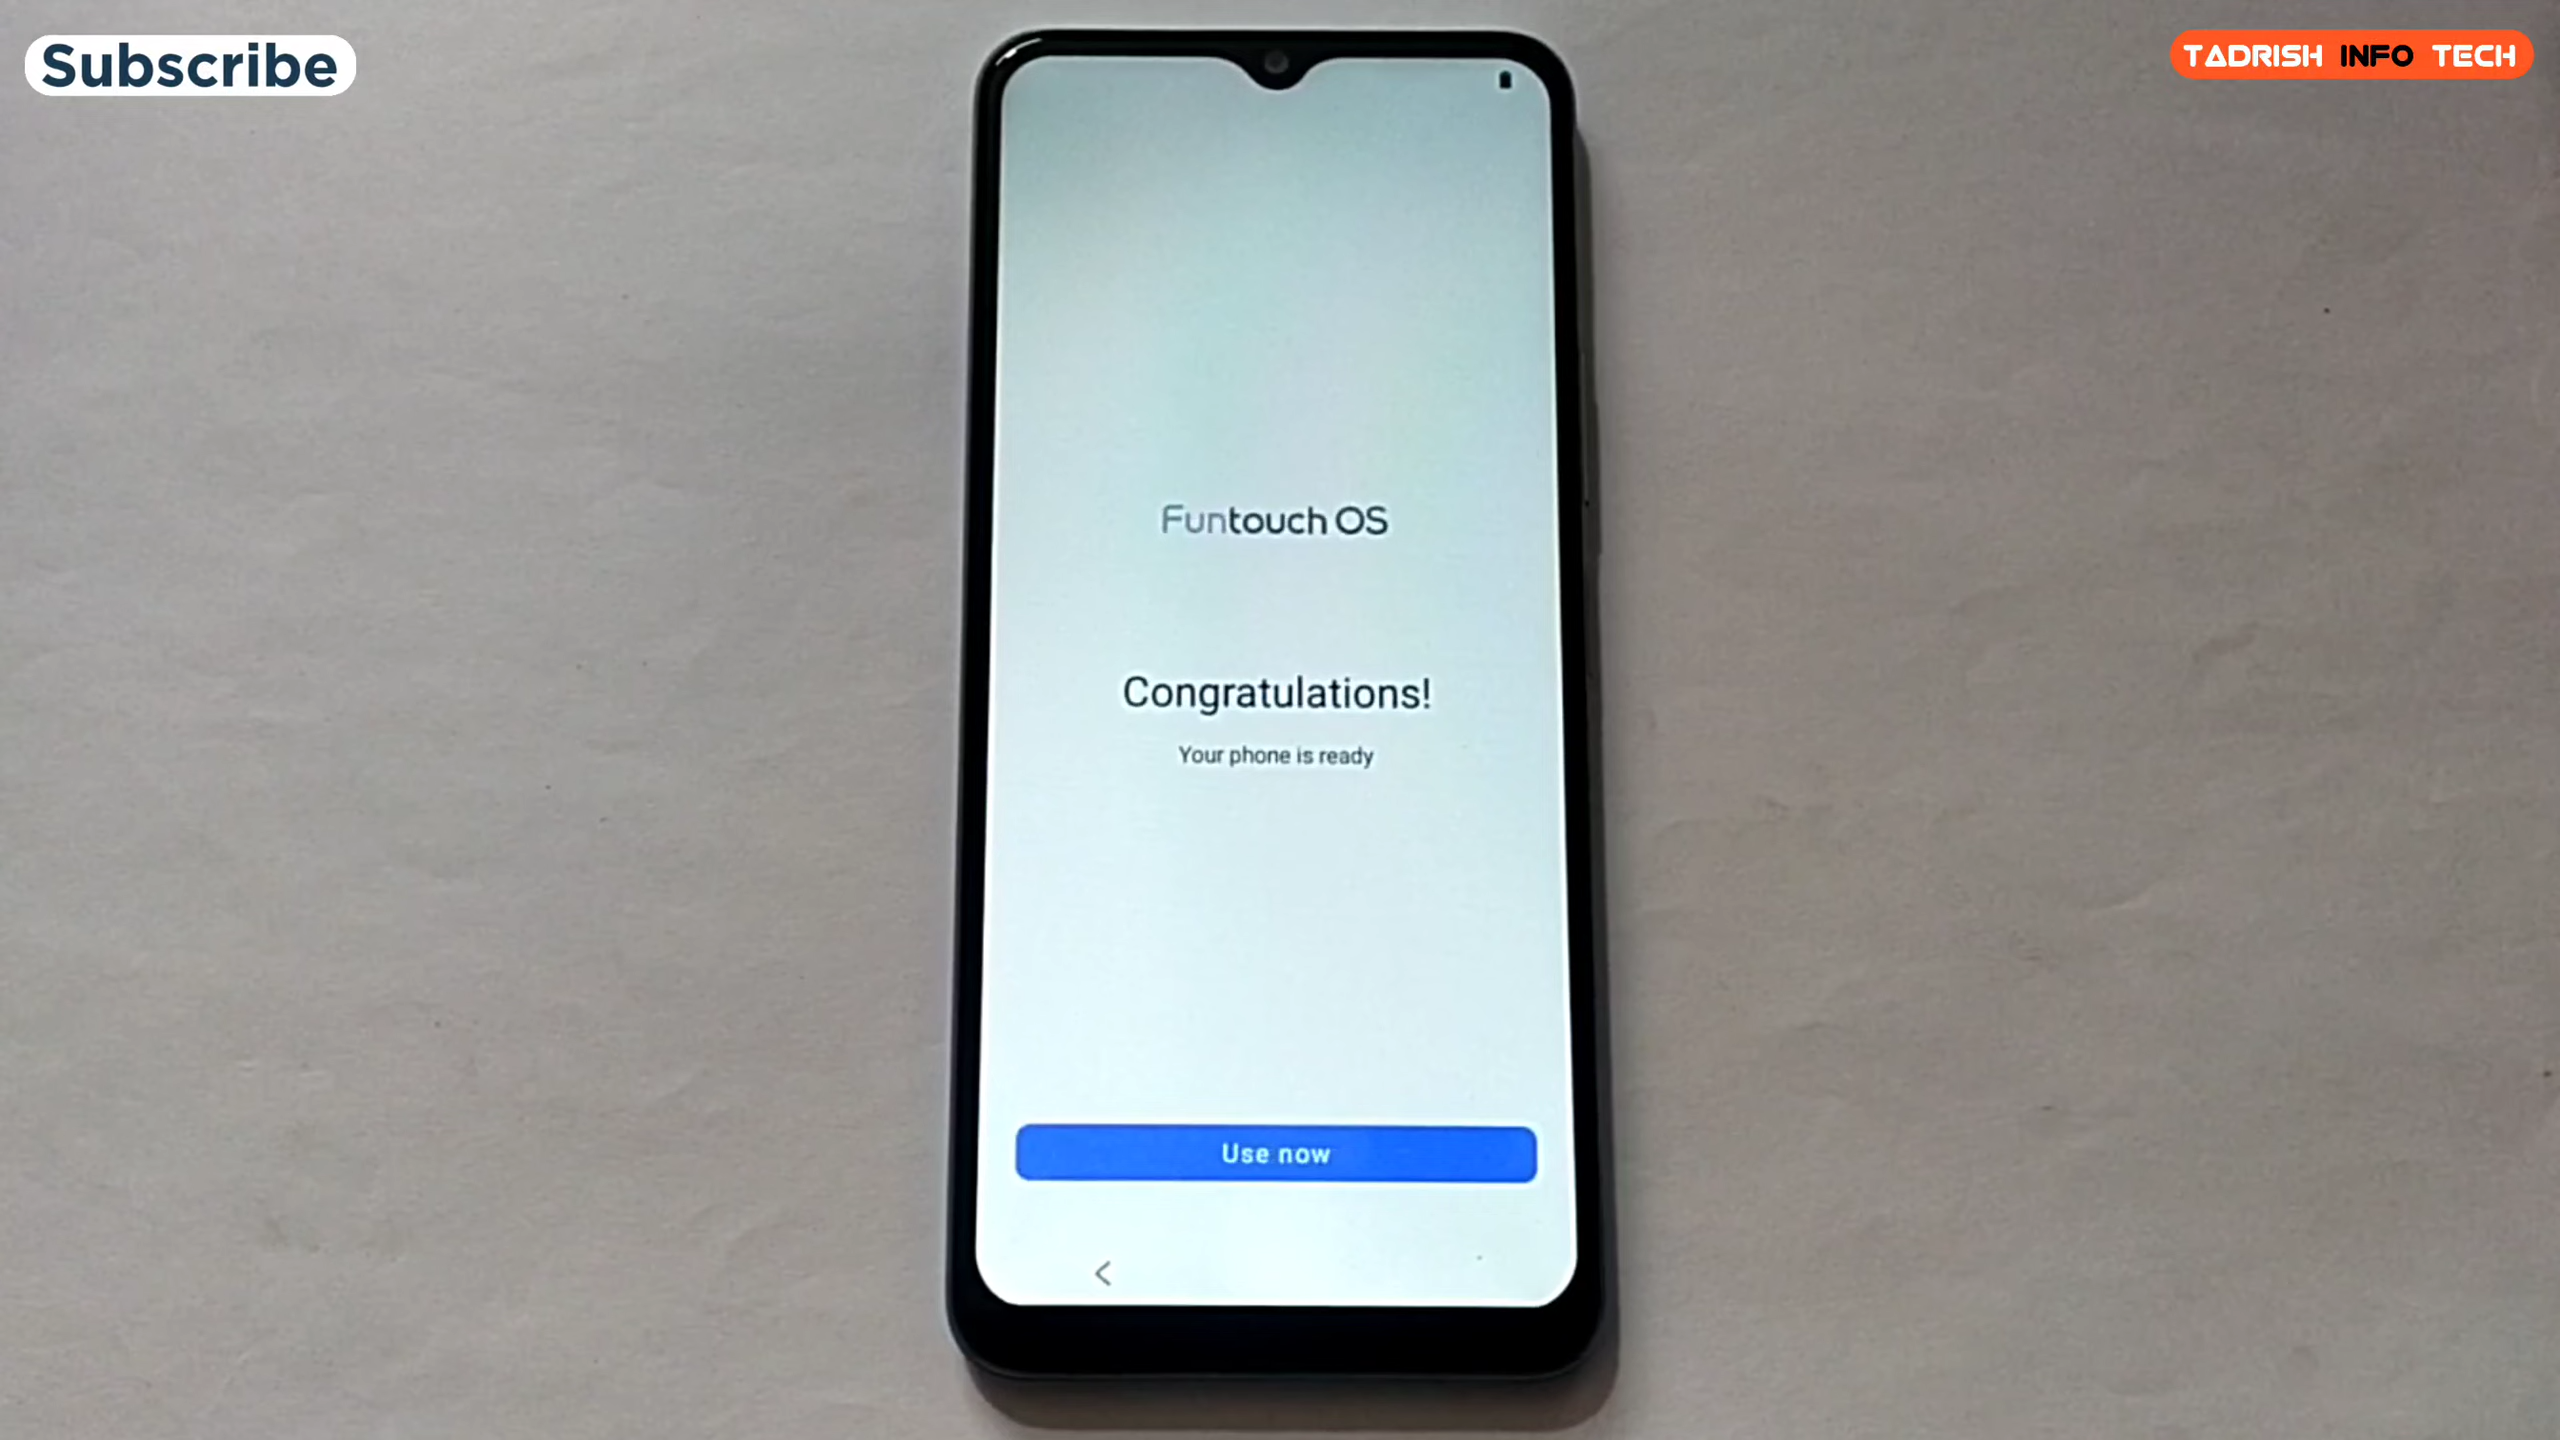 Subscribe
TADRISH INFO TECH
Funtouch OS
Congratulations!
Your phone is ready
Use now